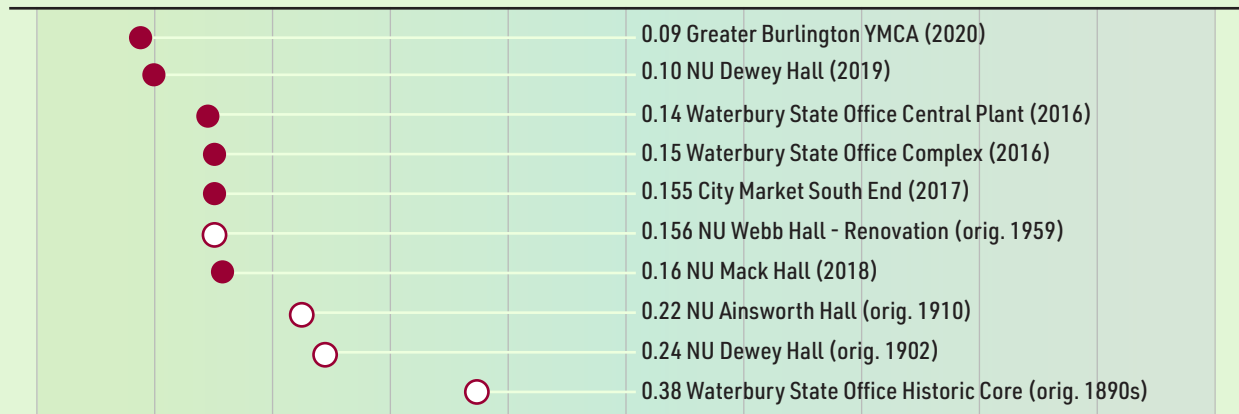 0.09 Greater Burlington YMCA (2020)
0.10 NU Dewey Hall (2019)
0.14 Waterbury State Office Central Plant (2016)
0.15 Waterbury State Office Complex (2016)
0.155 City Market South End (2017)
0.156 NU Webb Hall - Renovation (orig. 1959)
0.16 NU Mack Hall (2018)
0.22 NU Ainsworth Hall (orig. 1910)
0.24 NU Dewey Hall (orig. 1902)
0.38 Waterbury State Office Historic Core (orig. 1890s)